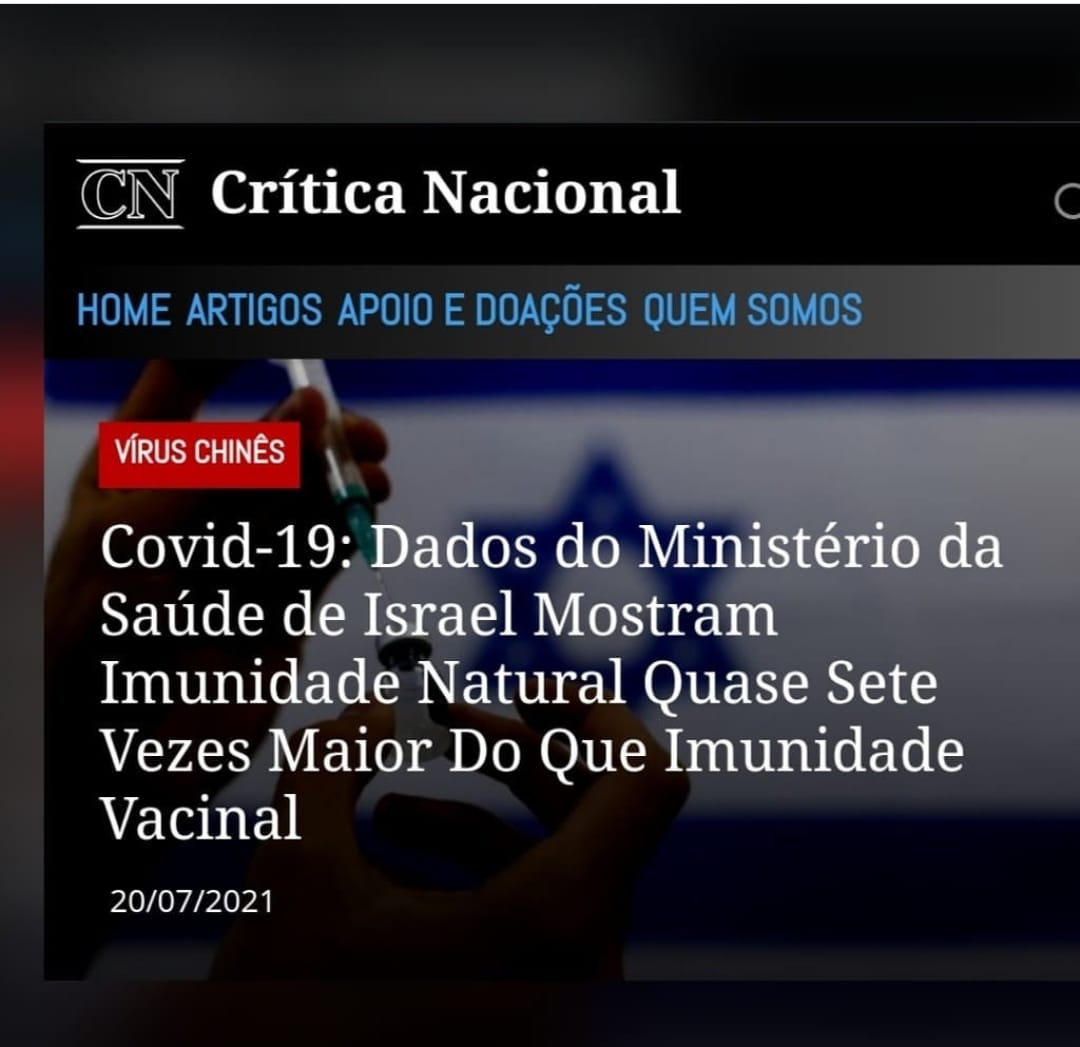 CN Crítica Nacional
HOME ARTIGOS APOIO E DOAÇÕES QUEM SOMOS
VÍRUS CHINÊS
Covid-19: Dados do Ministério da
Saúde de Israel Mostram
Imunidade Natural Quase Sete
Vezes Maior Do Que Imunidade
Vacinal
20/07/2021